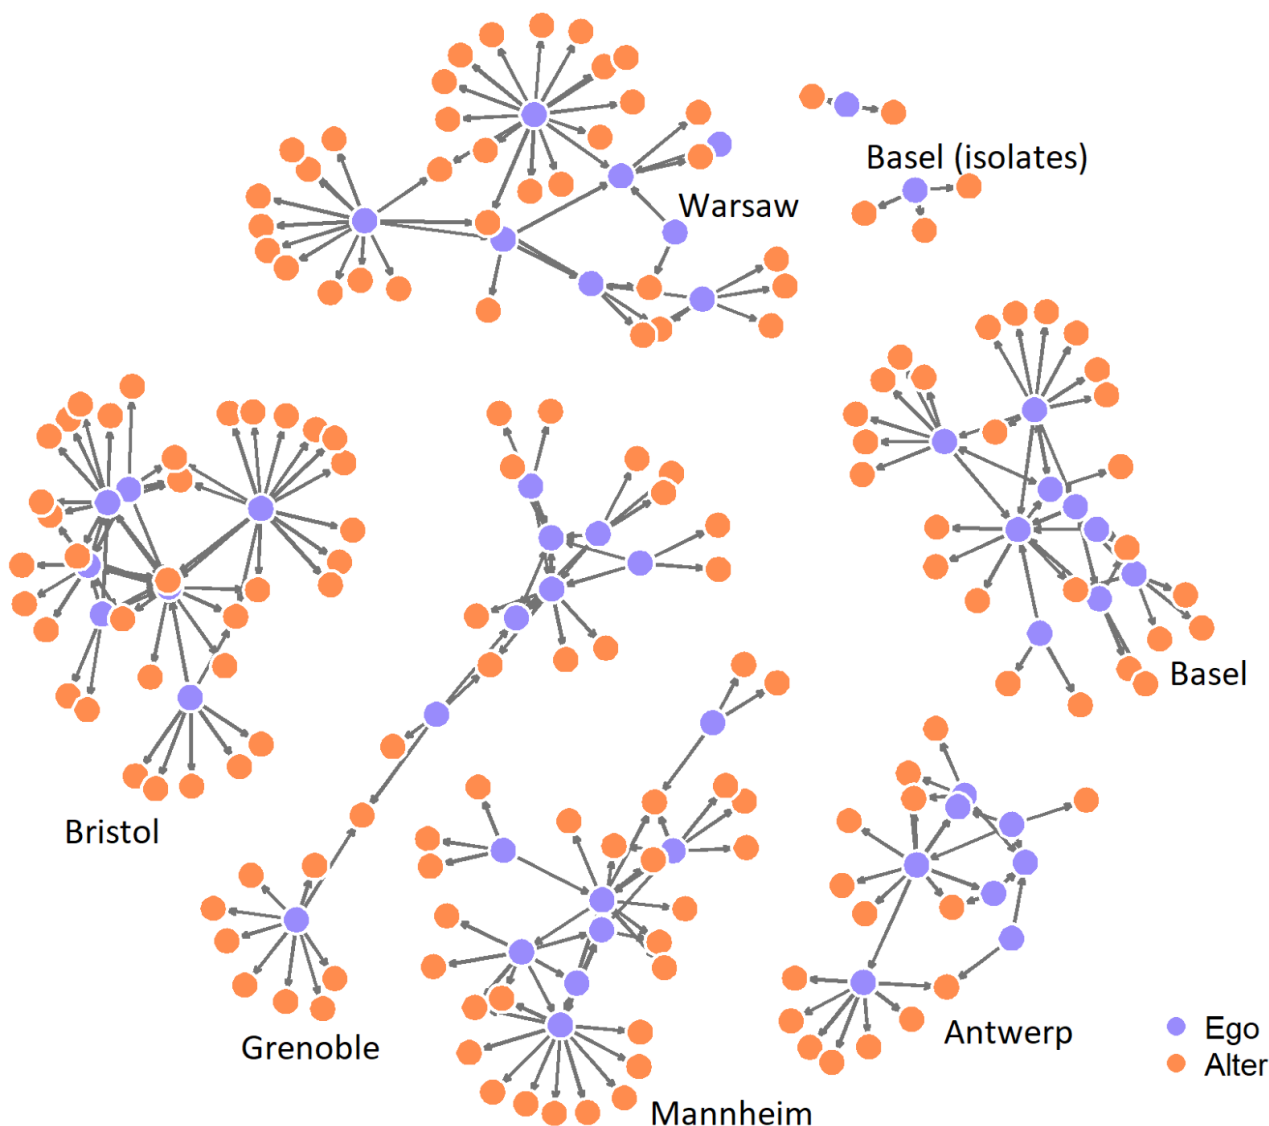 Basel (isolates)
Warsaw
Basel
Bristol
Grenoble
Antwerp
Ego
Alter
Mannheim